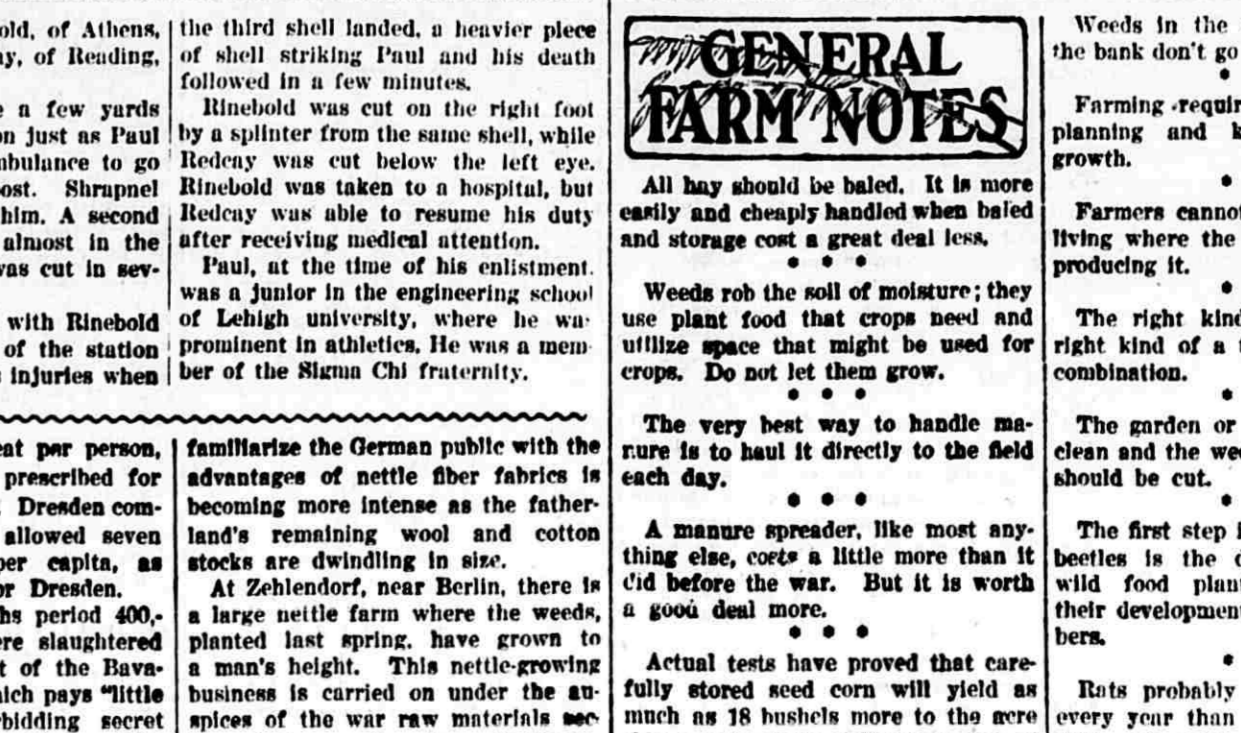 old, of Athens,
of Reading,
a few yards
just as Paul
to go
Shrapnel
him. A second
almost in the
was cut in sev-
with Rinebold
of the station
injuries when
the third shell landed, a heavier piece
of shell striking Paul and his death
followed in a few minutes.
Rinebold was cut on the right foot
by a splinter from the same shell, while
Redcay was cut below the left eye.
Rinebold was taken to a hospital, but
Redcay was able to resume his duty
after receiving medical attention.
Paul, at the time of his enlistment,
was a junior in the engineering school
of Lehigh university, where he wa
prominent in athletics. He was a mem
ber of the Sigma Chi fraternity.
per person,
prescribed for
Dresden com-
allowed seven
per capita, as
Dresden.
period 400,-
slaughtered
of the Bava-
pays "little
secret
familiarize the German public with the
advantages of nettle fiber fabrics is
becoming more intense as the father-
land's remaining wool and cotton
stocks are dwindling in size.
At Zehlendorf, near Berlin, there is
a large nettle farm where the weeds,
planted last spring, have grown to
a man's height. This nettle-growing
business is carried on under the au-
spices of the war raw materials sec-
GENERAL
FARM NOTES
All hay should be baled. It is more
easily and cheaply handled when baled
and storage cost a great deal less.
• • •
Weeds rob the soil of moisture; they
use plant food that crops need and
utilize space that might be used for
crops. Do not let them grow.
• • •
The very best way to handle ma-
nure is to haul it directly to the field
each day.
• • •
A manure spreader, like most any-
thing else, costs a little more than it
did before the war. But it is worth
a good deal more.
• • •
Actual tests have proved that care-
fully stored seed corn will yield as
much as 18 bushels more to the acre
Weeds in the
the bank don't go
•
Farming requir
planning and k
growth.
•
Farmers cannot
living where the
producing it.
•
The right kind
right kind of a
combination.
•
The garden or
clean and the wee
should be cut.
•
The first step
beetles is the
wild food plan
their development
bers.
•
Rats probably
every year than